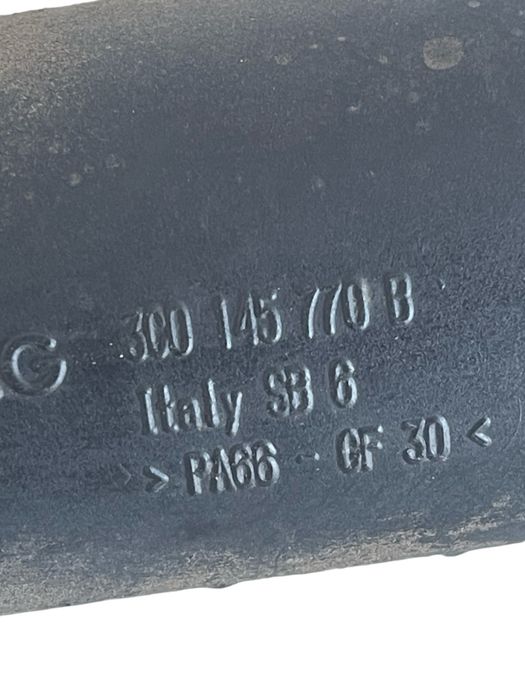 G 3C0 145 770 B
Italy SB 6
>> PA66 - GF 30 <